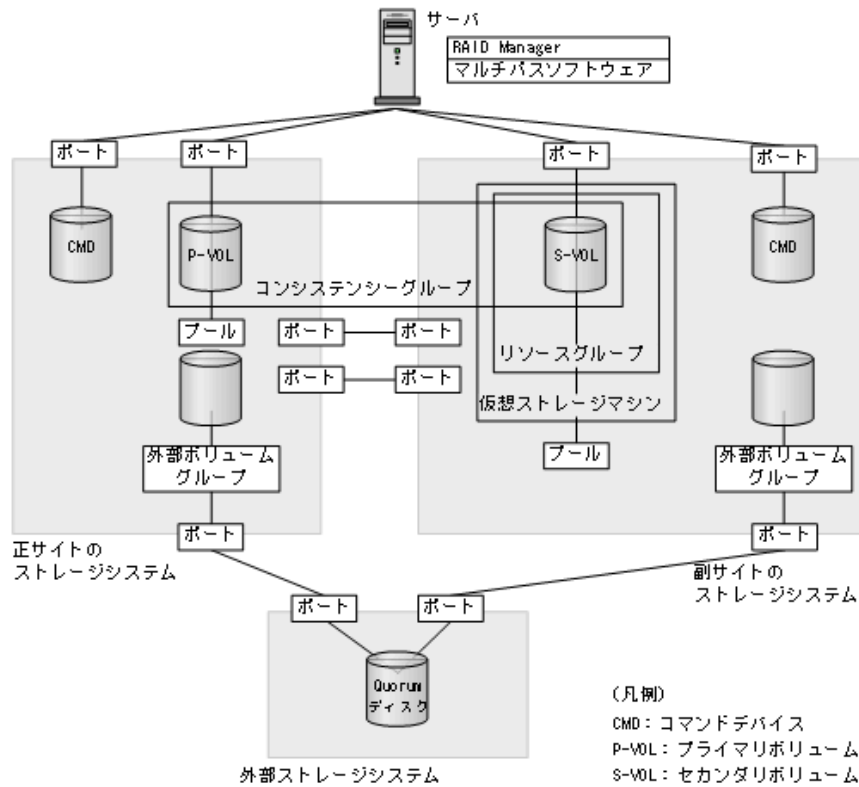 サーバ
RAID Manager
マルチパスソフトウェア
ポート
ポート
ポート
ポート
CMD
P-VOL
S-VOL
CMD
コンシステンシーグループ
プール
ポート
ポート
リソースグループ
ポート
ポート
仮想ストレージマシン
外部ボリューム
グループ
プール
外部ボリューム
グループ
ポート
ポート
正サイトの
ストレージシステム
副サイトの
ストレージシステム
ポート
ポート
Quorum
ディスク
外部ストレージシステム
(凡例)
CMD：コマンドデバイス
P-VOL：プライマリボリューム
S-VOL：セカンダリボリューム